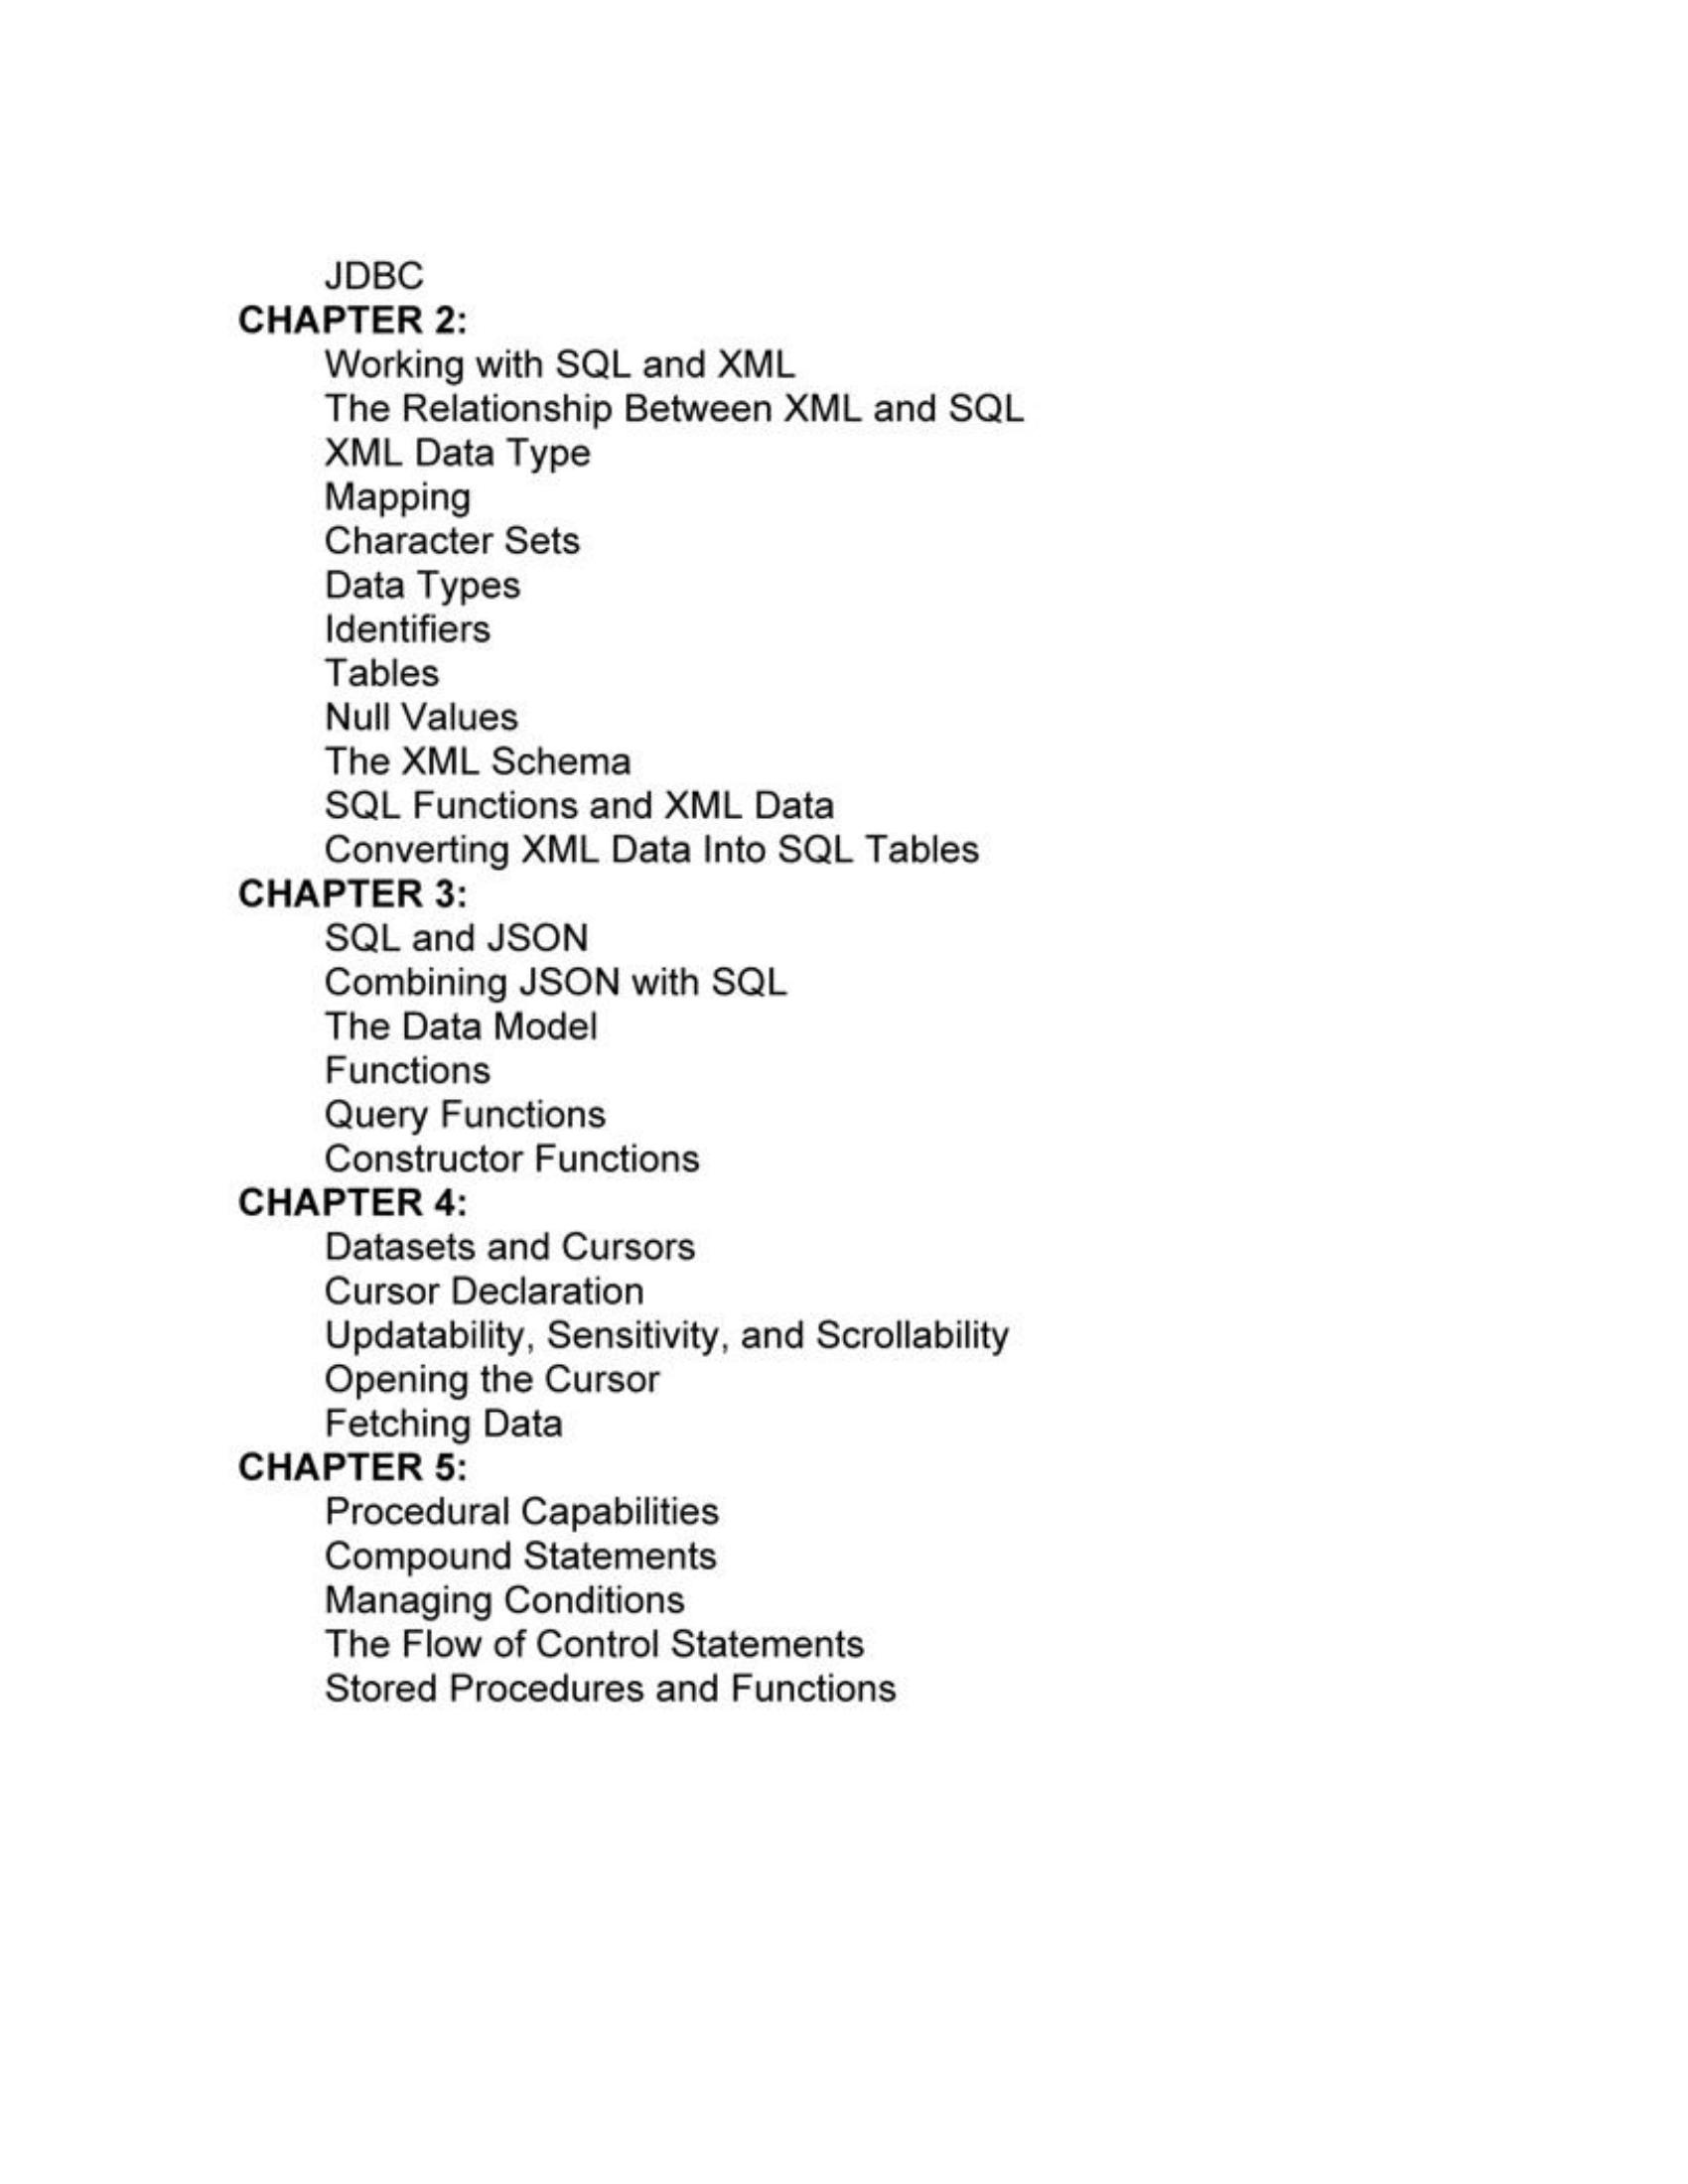 JDBC
CHAPTER 2:
Working with SQL and XML
The Relationship Between XML and SQL
XML Data Type
Mapping
Character Sets
Data Types
Identifiers
Tables
Null Values
The XML Schema
SQL Functions and XML Data
Converting XML Data Into SQL Tables
CHAPTER 3:
SQL and JSON
Combining JSON with SQL
The Data Model
Functions
Query Functions
Constructor Functions
CHAPTER 4:
Datasets and Cursors
Cursor Declaration
Updatability, Sensitivity, and Scrollability
Opening the Cursor
Fetching Data
CHAPTER 5:
Procedural Capabilities
Compound Statements
Managing Conditions
The Flow of Control Statements
Stored Procedures and Functions